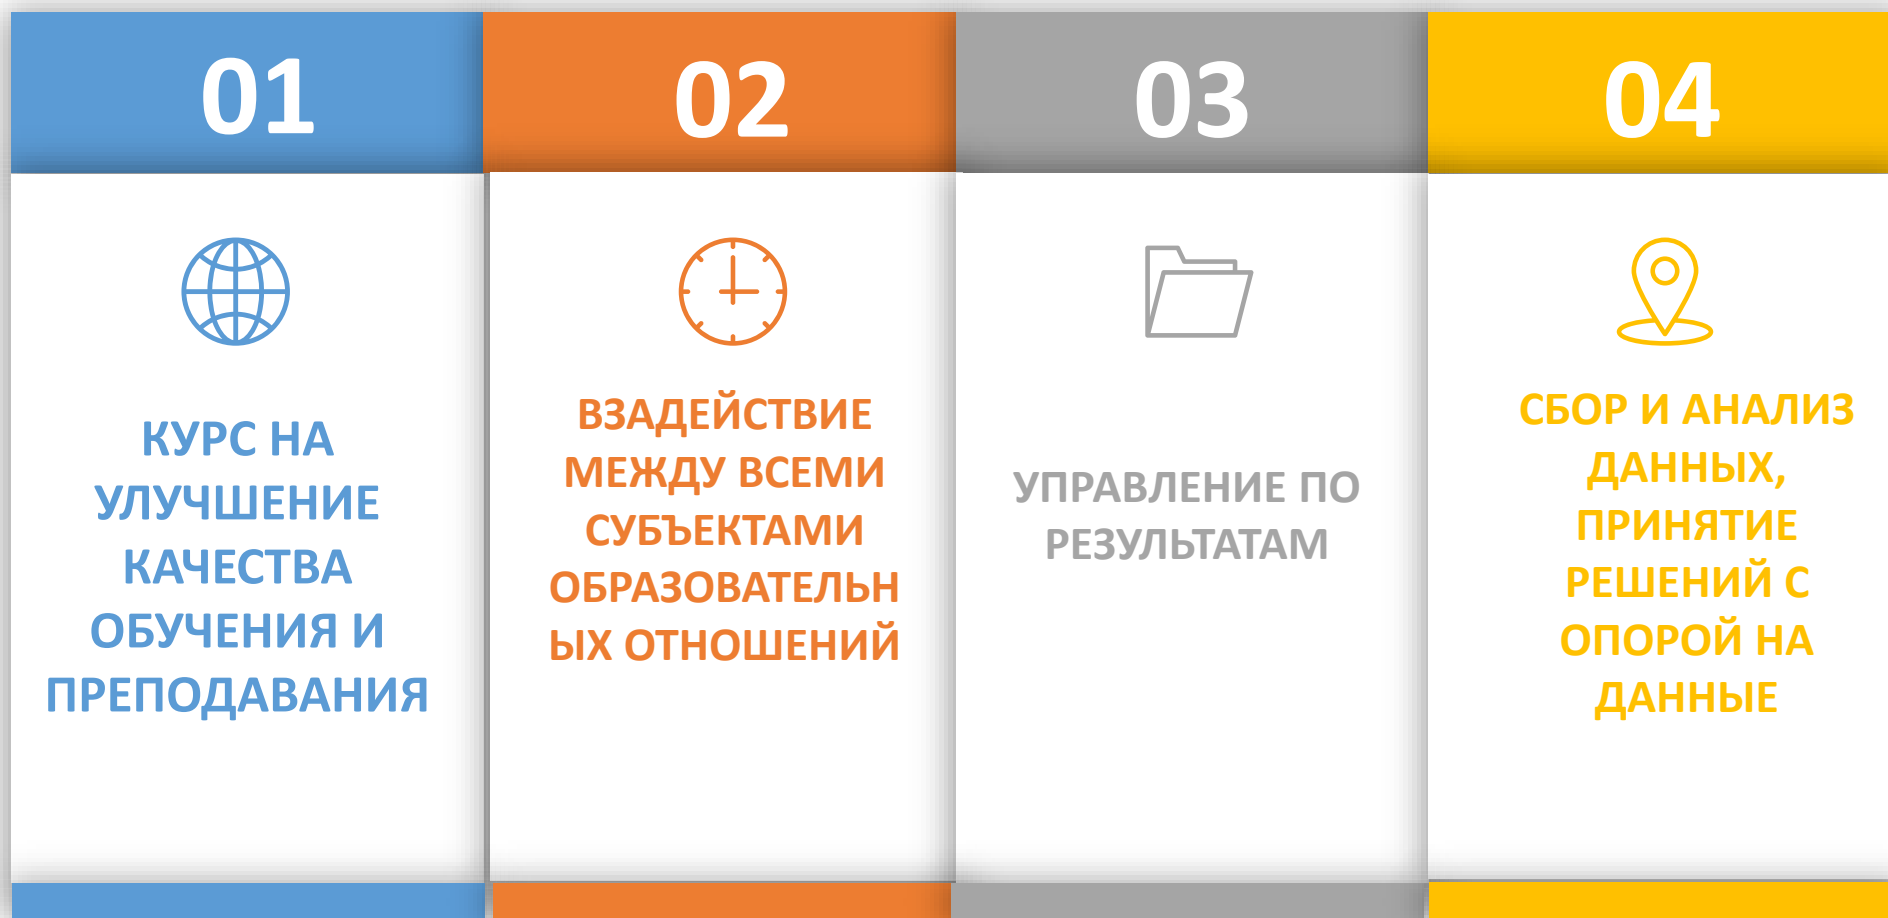 01
КУРС НА
УЛУЧШЕНИЕ
КАЧЕСТВА
ОБУЧЕНИЯ И
ПРЕПОДАВАНИЯ
02
ВЗАДЕЙСТВИЕ
МЕЖДУ ВСЕМИ
СУБЪЕКТАМИ
ОБРАЗОВАТЕЛЬН
ЫХ ОТНОШЕНИЙ
03
УПРАВЛЕНИЕ ПО
РЕЗУЛЬТАТАМ
04
СБОР И АНАЛИЗ
ДАННЫХ,
ПРИНЯТИЕ
РЕШЕНИЙ С
ОПОРОЙ НА
ДАННЫЕ